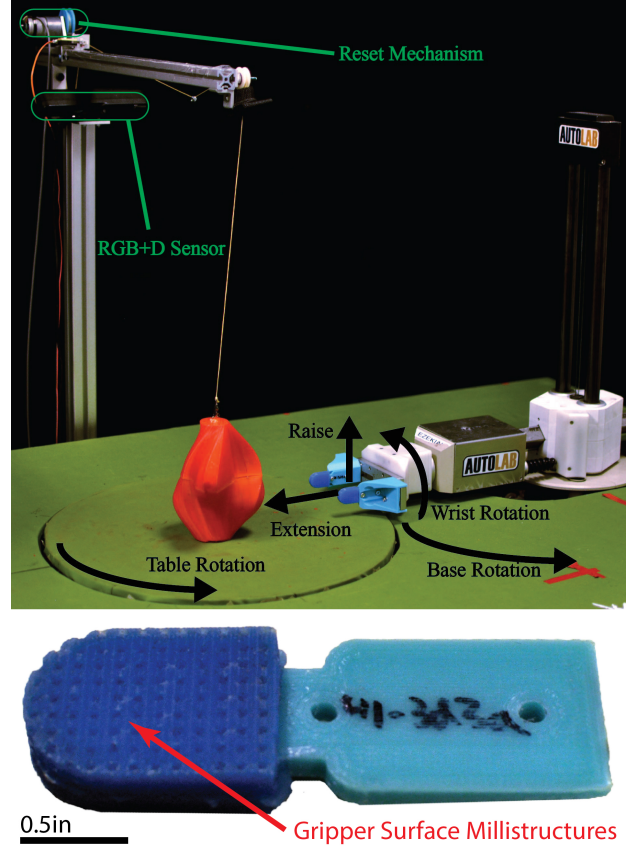 Reset Mechanism
AUTOLAB
RGB+D Sensor
Raise
AUTOLAB
Wrist Rotation
Extension
Table Rotation
Base Rotation
0.5in
Gripper Surface Millistructures